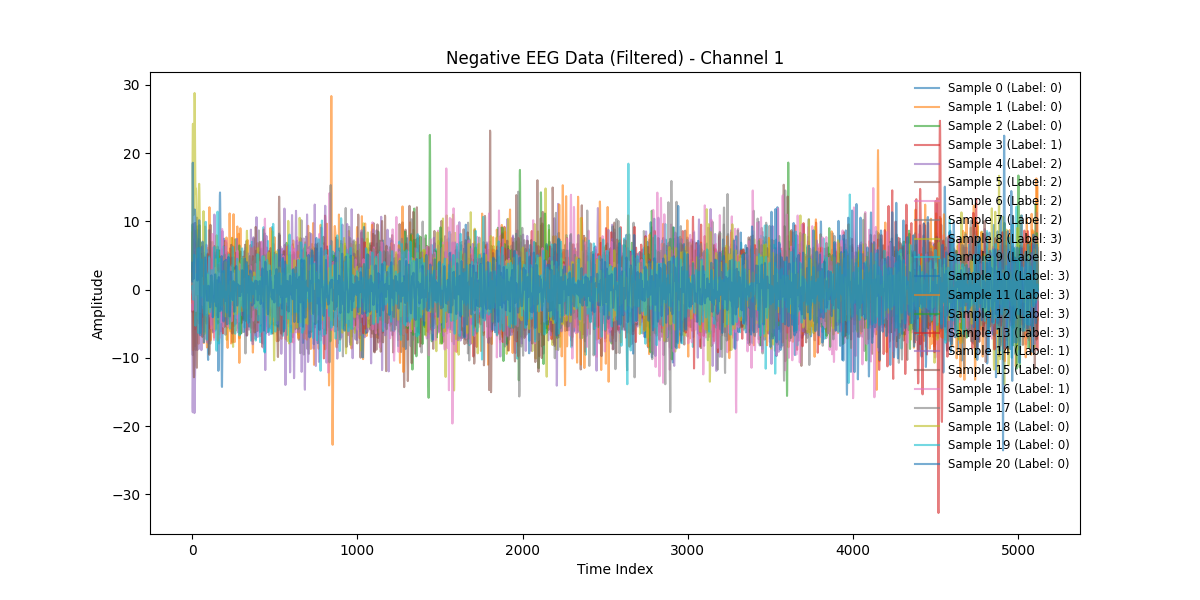 Negative EEG Data (Filtered) - Channel 1
30
20
10
0
−10
−20
−30
Amplitude
0
1000
2000
3000
4000
5000
Time Index
Sample 0 (Label: 0)
Sample 1 (Label: 0)
Sample 2 (Label: 0)
Sample 3 (Label: 1)
Sample 4 (Label: 2)
Sample 5 (Label: 2)
Sample 6 (Label: 2)
Sample 7 (Label: 2)
Sample 8 (Label: 3)
Sample 9 (Label: 3)
Sample 10 (Label: 3)
Sample 11 (Label: 3)
Sample 12 (Label: 3)
Sample 13 (Label: 3)
Sample 14 (Label: 1)
Sample 15 (Label: 0)
Sample 16 (Label: 1)
Sample 17 (Label: 0)
Sample 18 (Label: 0)
Sample 19 (Label: 0)
Sample 20 (Label: 0)